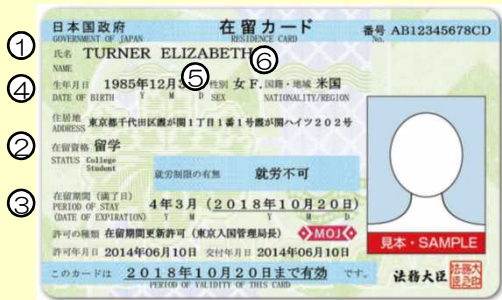 日本国政府 在留カード 番号 AB12345678CD
GOVERNMENT OF JAPAN RESIDENCE CARD No.
① 氏名 TURNER ELIZABETH ⑥
NAME
④ 生年月日 1985年12月3 ⑤ 性別 女 F. 国籍・地域 米国
DATE OF BIRTH Y M D SEX NATIONALITY/REGION
住居地
ADDRESS 東京都千代田区霞が関1丁目1番1号霞が関ハイツ202号
② 在留資格 留学
STATUS College
Student
就労制限の有無 就労不可
③ 在留期間(満了日)
PERIOD OF STAY 4年3月(2018年10月20日)
(DATE OF EXPIRATION) Y M Y M D
許可の種類 在留期間更新許可(東京入国管理局長) MOJ
許可年月日 2014年06月10日 交付年月日 2014年06月10日
見本・SAMPLE
このカードは 2018年10月20日まで有効 です。
PERIOD OF VALIDITY OF THIS CARD
法務大臣